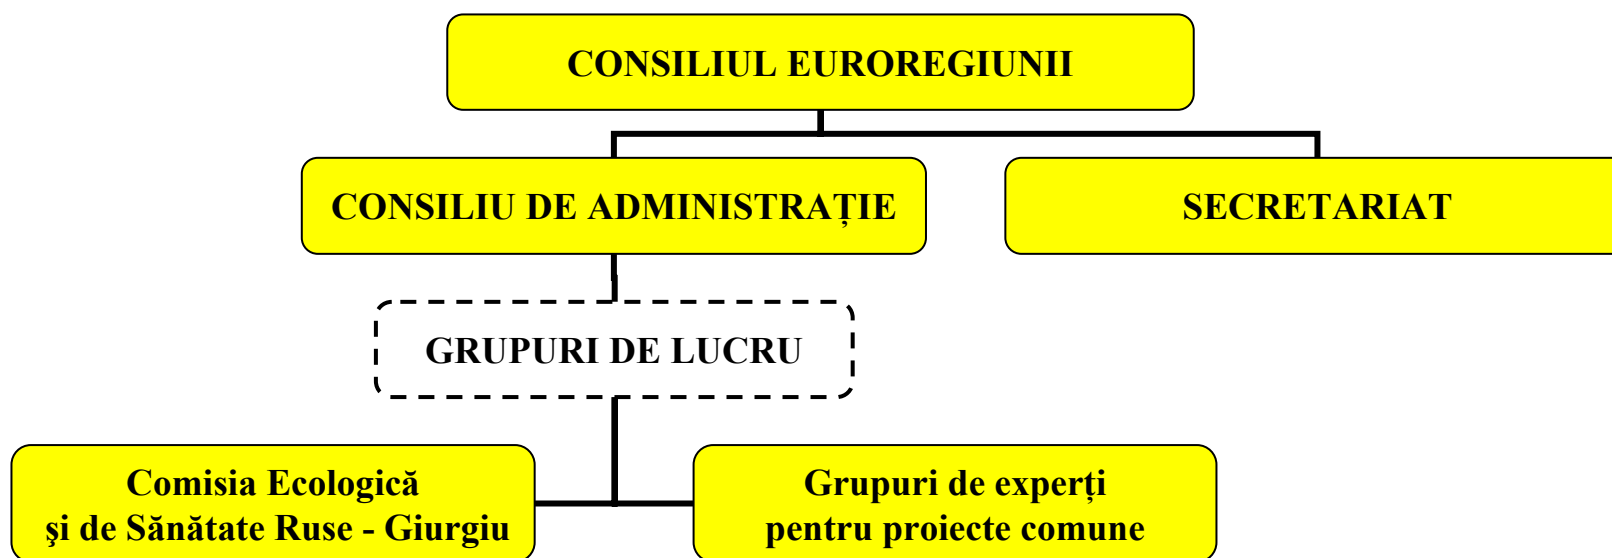 CONSILIUL EUROREGIUNII
CONSILIU DE ADMINISTRAȚIE
SECRETARIAT
GRUPURI DE LUCRU
Comisia Ecologică
şi de Sănătate Ruse - Giurgiu
Grupuri de experți
pentru proiecte comune